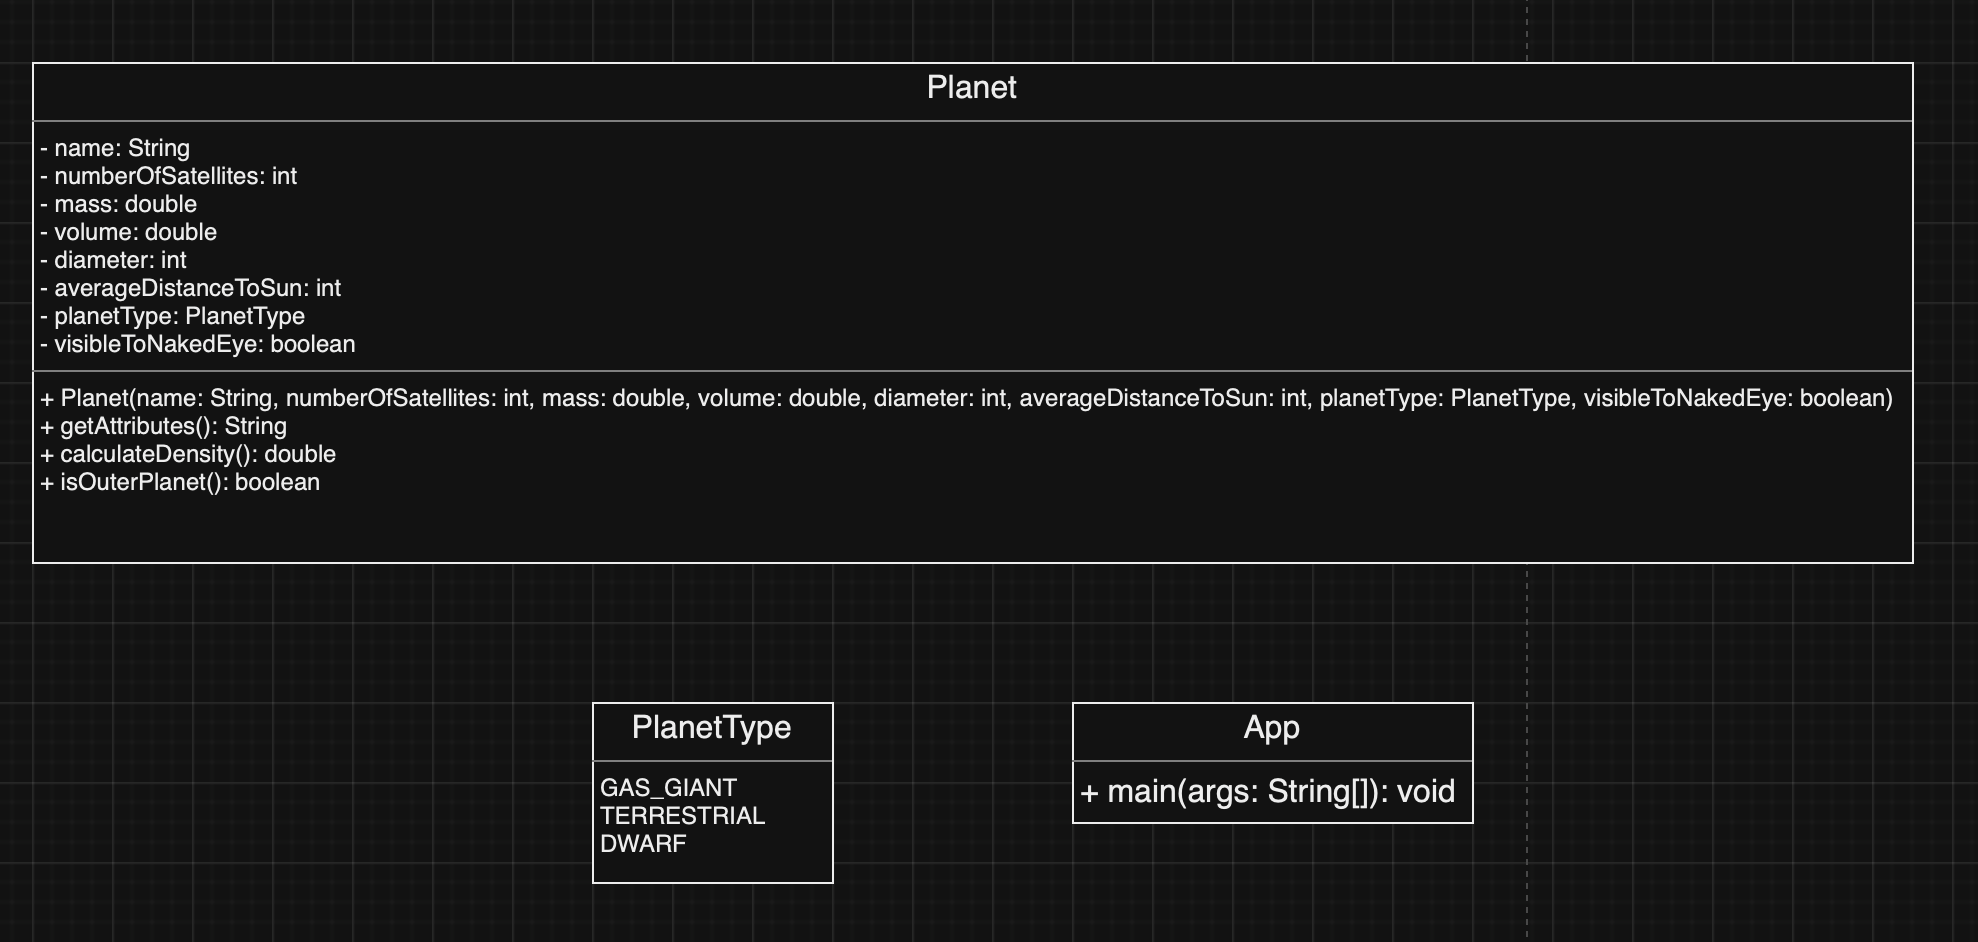 Planet
- name: String
- numberOfSatellites: int
- mass: double
- volume: double
- diameter: int
- averageDistanceToSun: int
- planetType: PlanetType
- visibleToNakedEye: boolean
+ Planet(name: String, numberOfSatellites: int, mass: double, volume: double, diameter: int, averageDistanceToSun: int, planetType: PlanetType, visibleToNakedEye: boolean)
+ getAttributes(): String
+ calculateDensity(): double
+ isOuterPlanet(): boolean
PlanetType
GAS_GIANT
TERRESTRIAL
DWARF
App
+ main(args: String[]): void